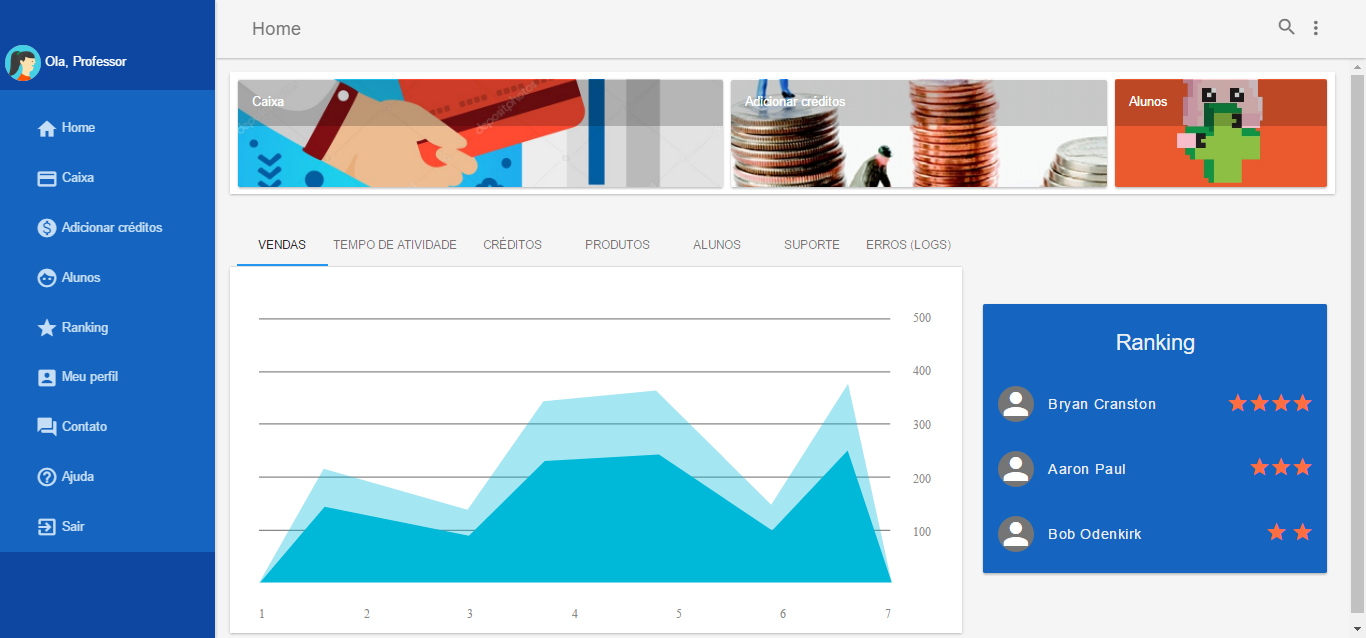 Ola, Professor
Home
Caixa
Adicionar créditos
Alunos
Ranking
Meu perfil
Contato
Ajuda
Sair
Home
Caixa
Adicionar créditos
Alunos
VENDAS TEMPO DE ATIVIDADE CRÉDITOS PRODUTOS ALUNOS SUPORTE ERROS (LOGS)
500
400
300
200
100
1 2 3 4 5 6 7
Ranking
Bryan Cranston
Aaron Paul
Bob Odenkirk
depositphotos